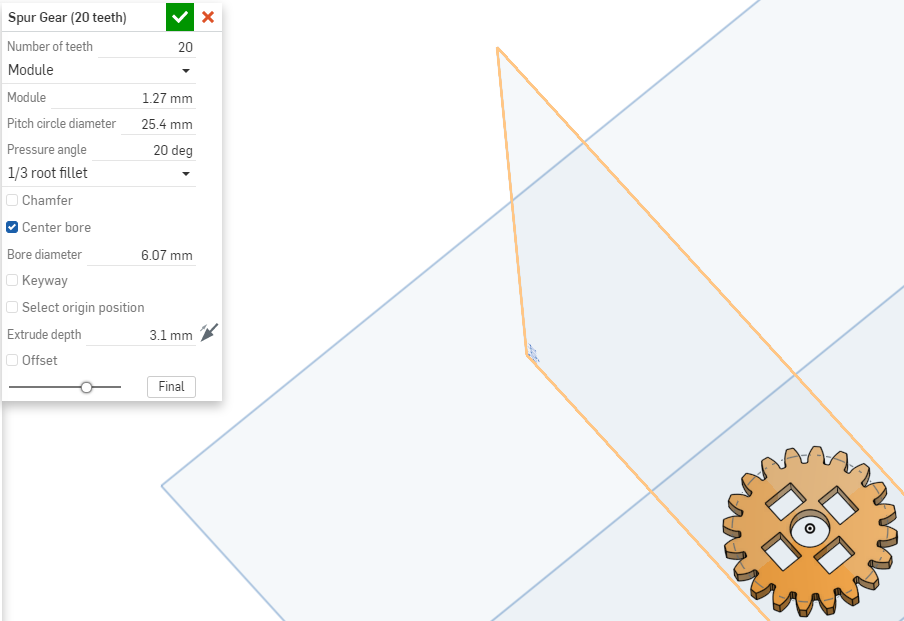 Spur Gear (20 teeth)
Number of teeth 20
Module
Module 1.27 mm
Pitch circle diameter 25.4 mm
Pressure angle 20 deg
1/3 root fillet
Chamfer
Center bore
Bore diameter 6.07 mm
Keyway
Select origin position
Extrude depth 3.1 mm
Offset
Final